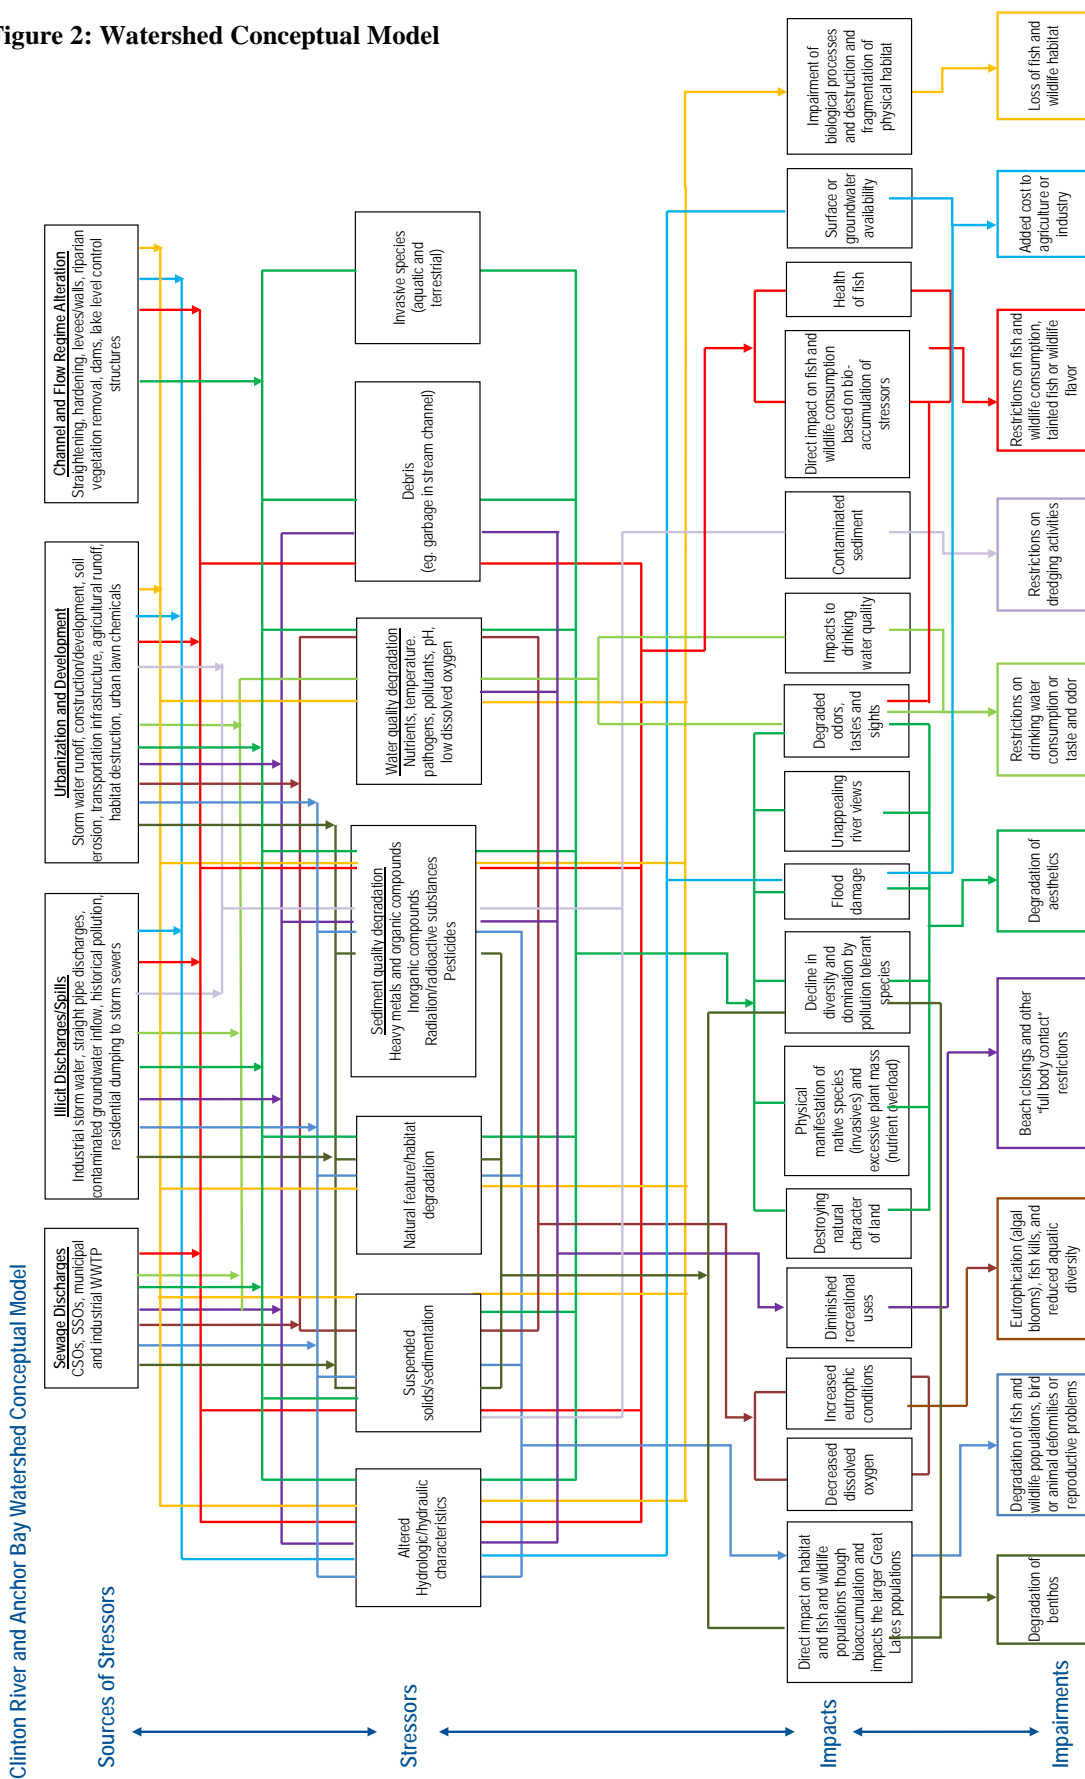 Figure 2: Watershed Conceptual Model
Clinton River and Anchor Bay Watershed Conceptual Model
Sources of Stressors
Sewage Discharges
CSOs, SSOs, municipal
and industrial WWTP
Illicit Discharges/Spills
Industrial storm water, straight pipe discharges,
contaminated groundwater inflow, historical pollution,
residential dumping to storm sewers
Urbanization and Development
Storm water runoff, construction/development, soil
erosion, transportation infrastructure, agricultural runoff,
habitat destruction, urban lawn chemicals
Channel and Flow Regime Alteration
Straightening, hardening, levees/walls, riparian
vegetation removal, dams, lake level control
structures
Stressors
Altered
Hydrologic/hydraulic
characteristics
Suspended
solids/sedimentation
Natural feature/habitat
degradation
Sediment quality degradation
Heavy metals and organic compounds
Inorganic compounds
Radiation/radioactive substances
Pesticides
Water quality degradation
Nutrients, temperature.
pathogens, pollutants, pH,
low dissolved oxygen
Debris
(eg. garbage in stream channel)
Invasive species
(aquatic and
terrestrial)
Impacts
Direct impact on habitat
and fish and wildlife
populations though
bioaccumulation and
impacts the larger Great
Lakes populations
Decreased
dissolved
oxygen
Increased
eutrophic
conditions
Diminished
recreational
uses
Destroying
natural
character
of land
Physical
manifestation of
native species
(invasives) and
excessive plant mass
(nutrient overload)
Decline in
diversity and
domination by
pollution tolerant
species
Flood
damage
Unappealing
river views
Degraded
odors,
tastes and
sights
Impacts to
drinking
water quality
Contaminated
sediment
Direct impact on fish and
wildlife consumption
based on bio-
accumulation of
stressors
Health
of fish
Surface or
groundwater
availability
Impairment of
biological processes
and destruction and
fragmentation of
physical habitat
Impairments
Degradation of
benthos
Degradation of fish and
wildlife populations, bird
or animal deformities or
reproductive problems
Eutrophication (algal
blooms), fish kills, and
reduced aquatic
diversity
Beach closings and other
“full body contact”
restrictions
Degradation of
aesthetics
Restrictions on
drinking water
consumption or
taste and odor
Restrictions on
dredging activities
Restrictions on fish and
wildlife consumption,
tainted fish or wildlife
flavor
Added cost to
agriculture or
industry
Loss of fish and
wildlife habitat